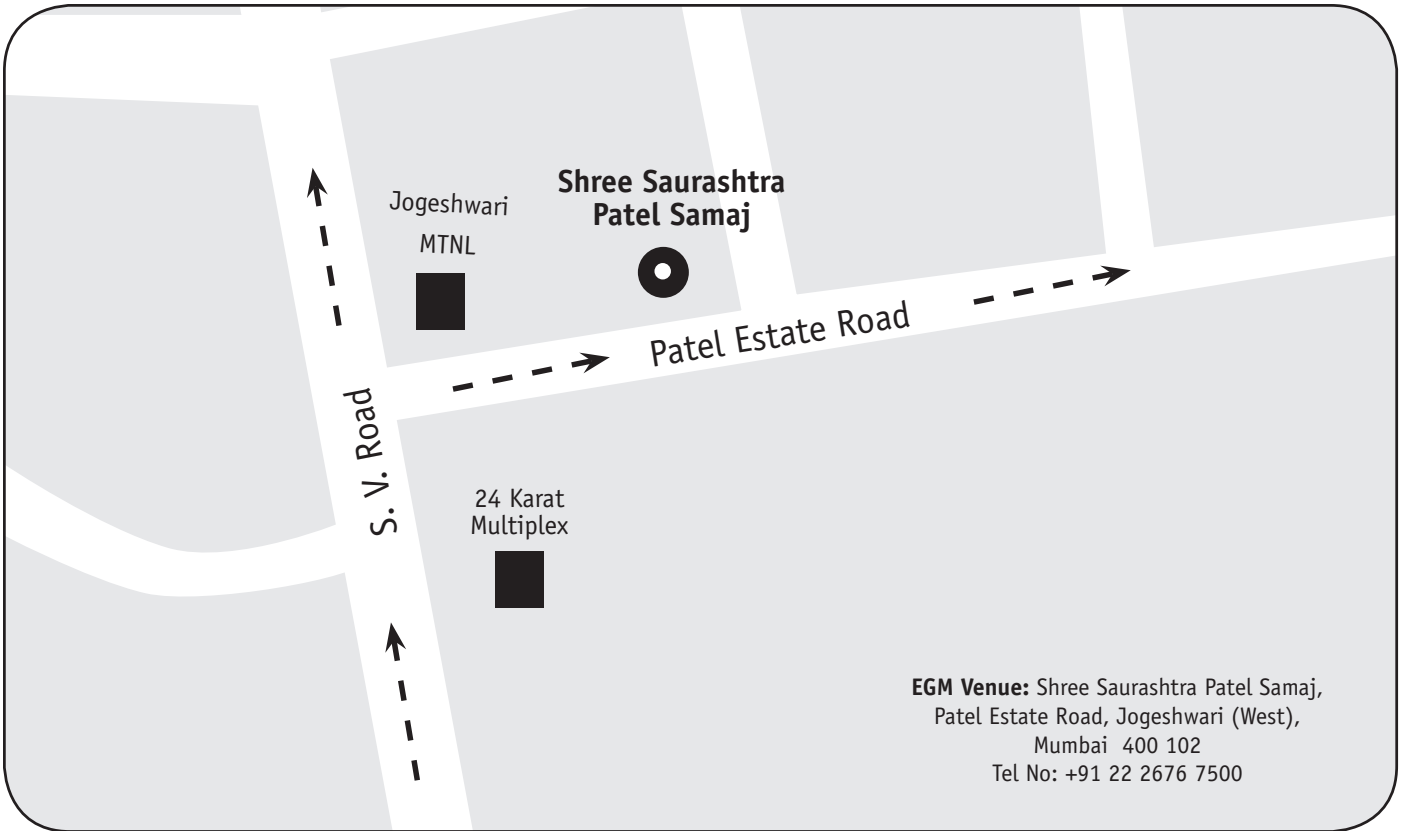 Shree Saurashtra
Patel Samaj
Jogeshwari
MTNL
Patel Estate Road
S. V. Road
24 Karat
Multiplex
EGM Venue: Shree Saurashtra Patel Samaj,
Patel Estate Road, Jogeshwari (West),
Mumbai 400 102
Tel No: +91 22 2676 7500